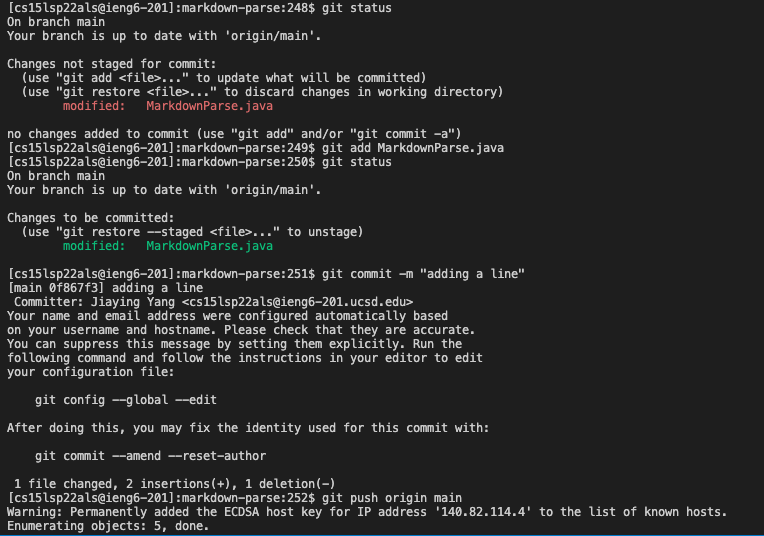 [cs15lsp22als@ieng6-201]:markdown-parse:248$ git status
On branch main
Your branch is up to date with 'origin/main'.

Changes not staged for commit:
  (use "git add <file>..." to update what will be committed)
  (use "git restore <file>..." to discard changes in working directory)
        modified:   MarkdownParse.java

no changes added to commit (use "git add" and/or "git commit -a")
[cs15lsp22als@ieng6-201]:markdown-parse:249$ git add MarkdownParse.java
[cs15lsp22als@ieng6-201]:markdown-parse:250$ git status
On branch main
Your branch is up to date with 'origin/main'.

Changes to be committed:
  (use "git restore --staged <file>..." to unstage)
        modified:   MarkdownParse.java

[cs15lsp22als@ieng6-201]:markdown-parse:251$ git commit -m "adding a line"
[main 0f867f3] adding a line
 Committer: Jiaying Yang <cs15lsp22als@ieng6-201.ucsd.edu>
Your name and email address were configured automatically based
on your username and hostname. Please check that they are accurate.
You can suppress this message by setting them explicitly. Run the
following command and follow the instructions in your editor to edit
your configuration file:

    git config --global --edit

After doing this, you may fix the identity used for this commit with:

    git commit --amend --reset-author

 1 file changed, 2 insertions(+), 1 deletion(-)
[cs15lsp22als@ieng6-201]:markdown-parse:252$ git push origin main
Warning: Permanently added the ECDSA host key for IP address '140.82.114.4' to the list of known hosts.
Enumerating objects: 5, done.